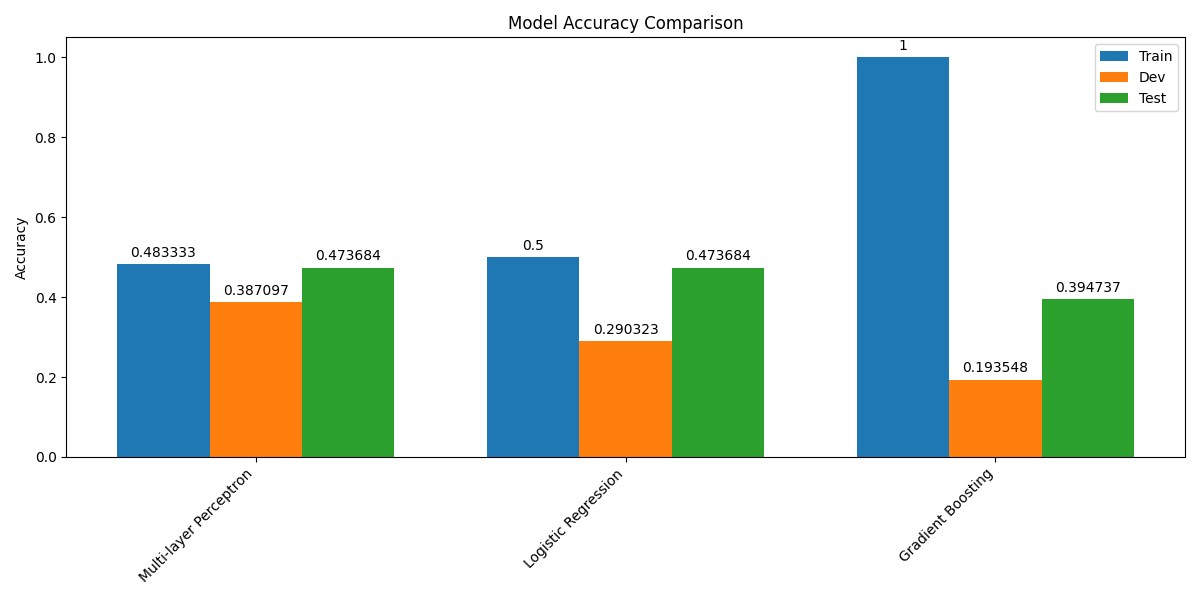 Model Accuracy Comparison
Accuracy
1.0
0.8
0.6
0.4
0.2
0.0
0.483333
0.387097
0.473684
0.5
0.290323
0.473684
1
0.193548
0.394737
Train
Dev
Test
Multi-layer Perceptron
Logistic Regression
Gradient Boosting